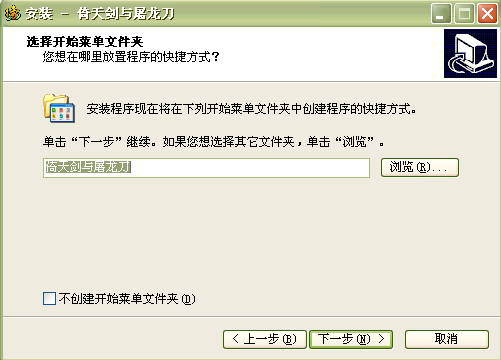 安装 - 倚天剑与屠龙刀
选择开始菜单文件夹
您想在哪里放置程序的快捷方式?
安装程序现在将在下列开始菜单文件夹中创建程序的快捷方式。
单击“下一步”继续。如果您想选择其它文件夹,单击“浏览”。
倚天剑与屠龙刀
浏览(R)...
不创建开始菜单文件夹(D)
< 上一步(B)
下一步(N) >
取消